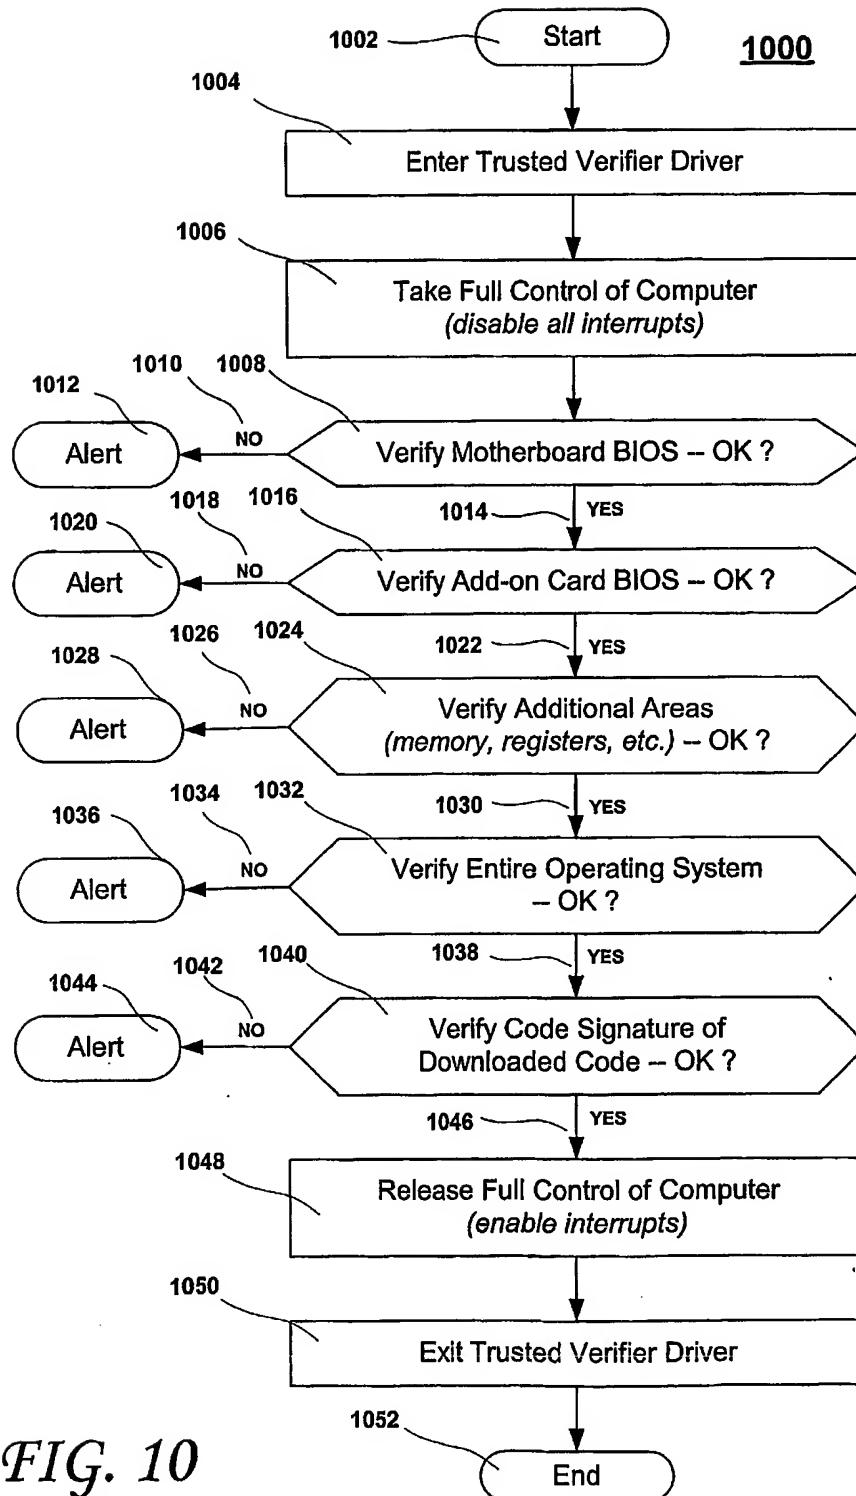 1002
Start
1000
1004
Enter Trusted Verifier Driver
1006
Take Full Control of Computer
(disable all interrupts)
1012
1010
1008
Alert
NO
Verify Motherboard BIOS – OK ?
1014
YES
1020
1018
1016
Alert
NO
Verify Add-on Card BIOS – OK ?
1022
YES
1028
1026
1024
Alert
NO
Verify Additional Areas
(memory, registers, etc.) – OK ?
1030
YES
1036
1034
1032
Alert
NO
Verify Entire Operating System
– OK ?
1038
YES
1044
1042
1040
Alert
NO
Verify Code Signature of
Downloaded Code – OK ?
1046
YES
1048
Release Full Control of Computer
(enable interrupts)
1050
Exit Trusted Verifier Driver
1052
End
FIG. 10